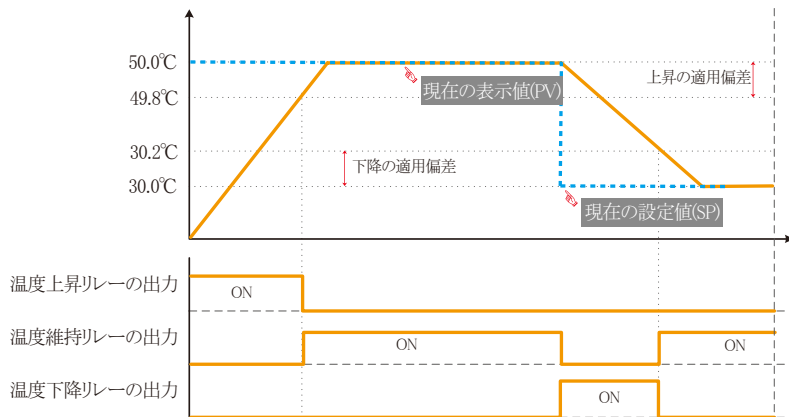 50.0℃
上昇の適用偏差
現在の表示値(PV)
49.8℃
30.2℃
下降の適用偏差
30.0℃
現在の設定値(SP)
温度上昇リレーの出力
ON
温度維持リレーの出力
ON
ON
温度下降リレーの出力
ON